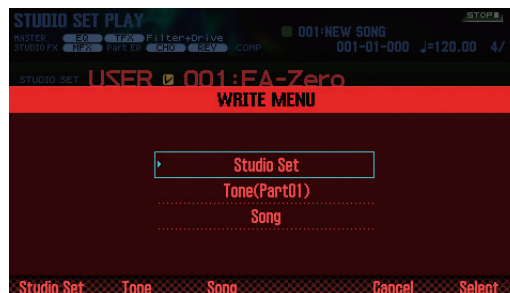 STUDIO SET PLAY
STOP
MASTER EQ TFX Filter+Drive
001:NEW SONG
STUDIO FX MFX Part EQ CHO REV COMP
001-01-000 ♩=120.00 4/
STUDIO SET USER 001:FA-Zero
WRITE MENU
Studio Set
Tone(Part01)
Song
Studio Set Tone Song Cancel Select